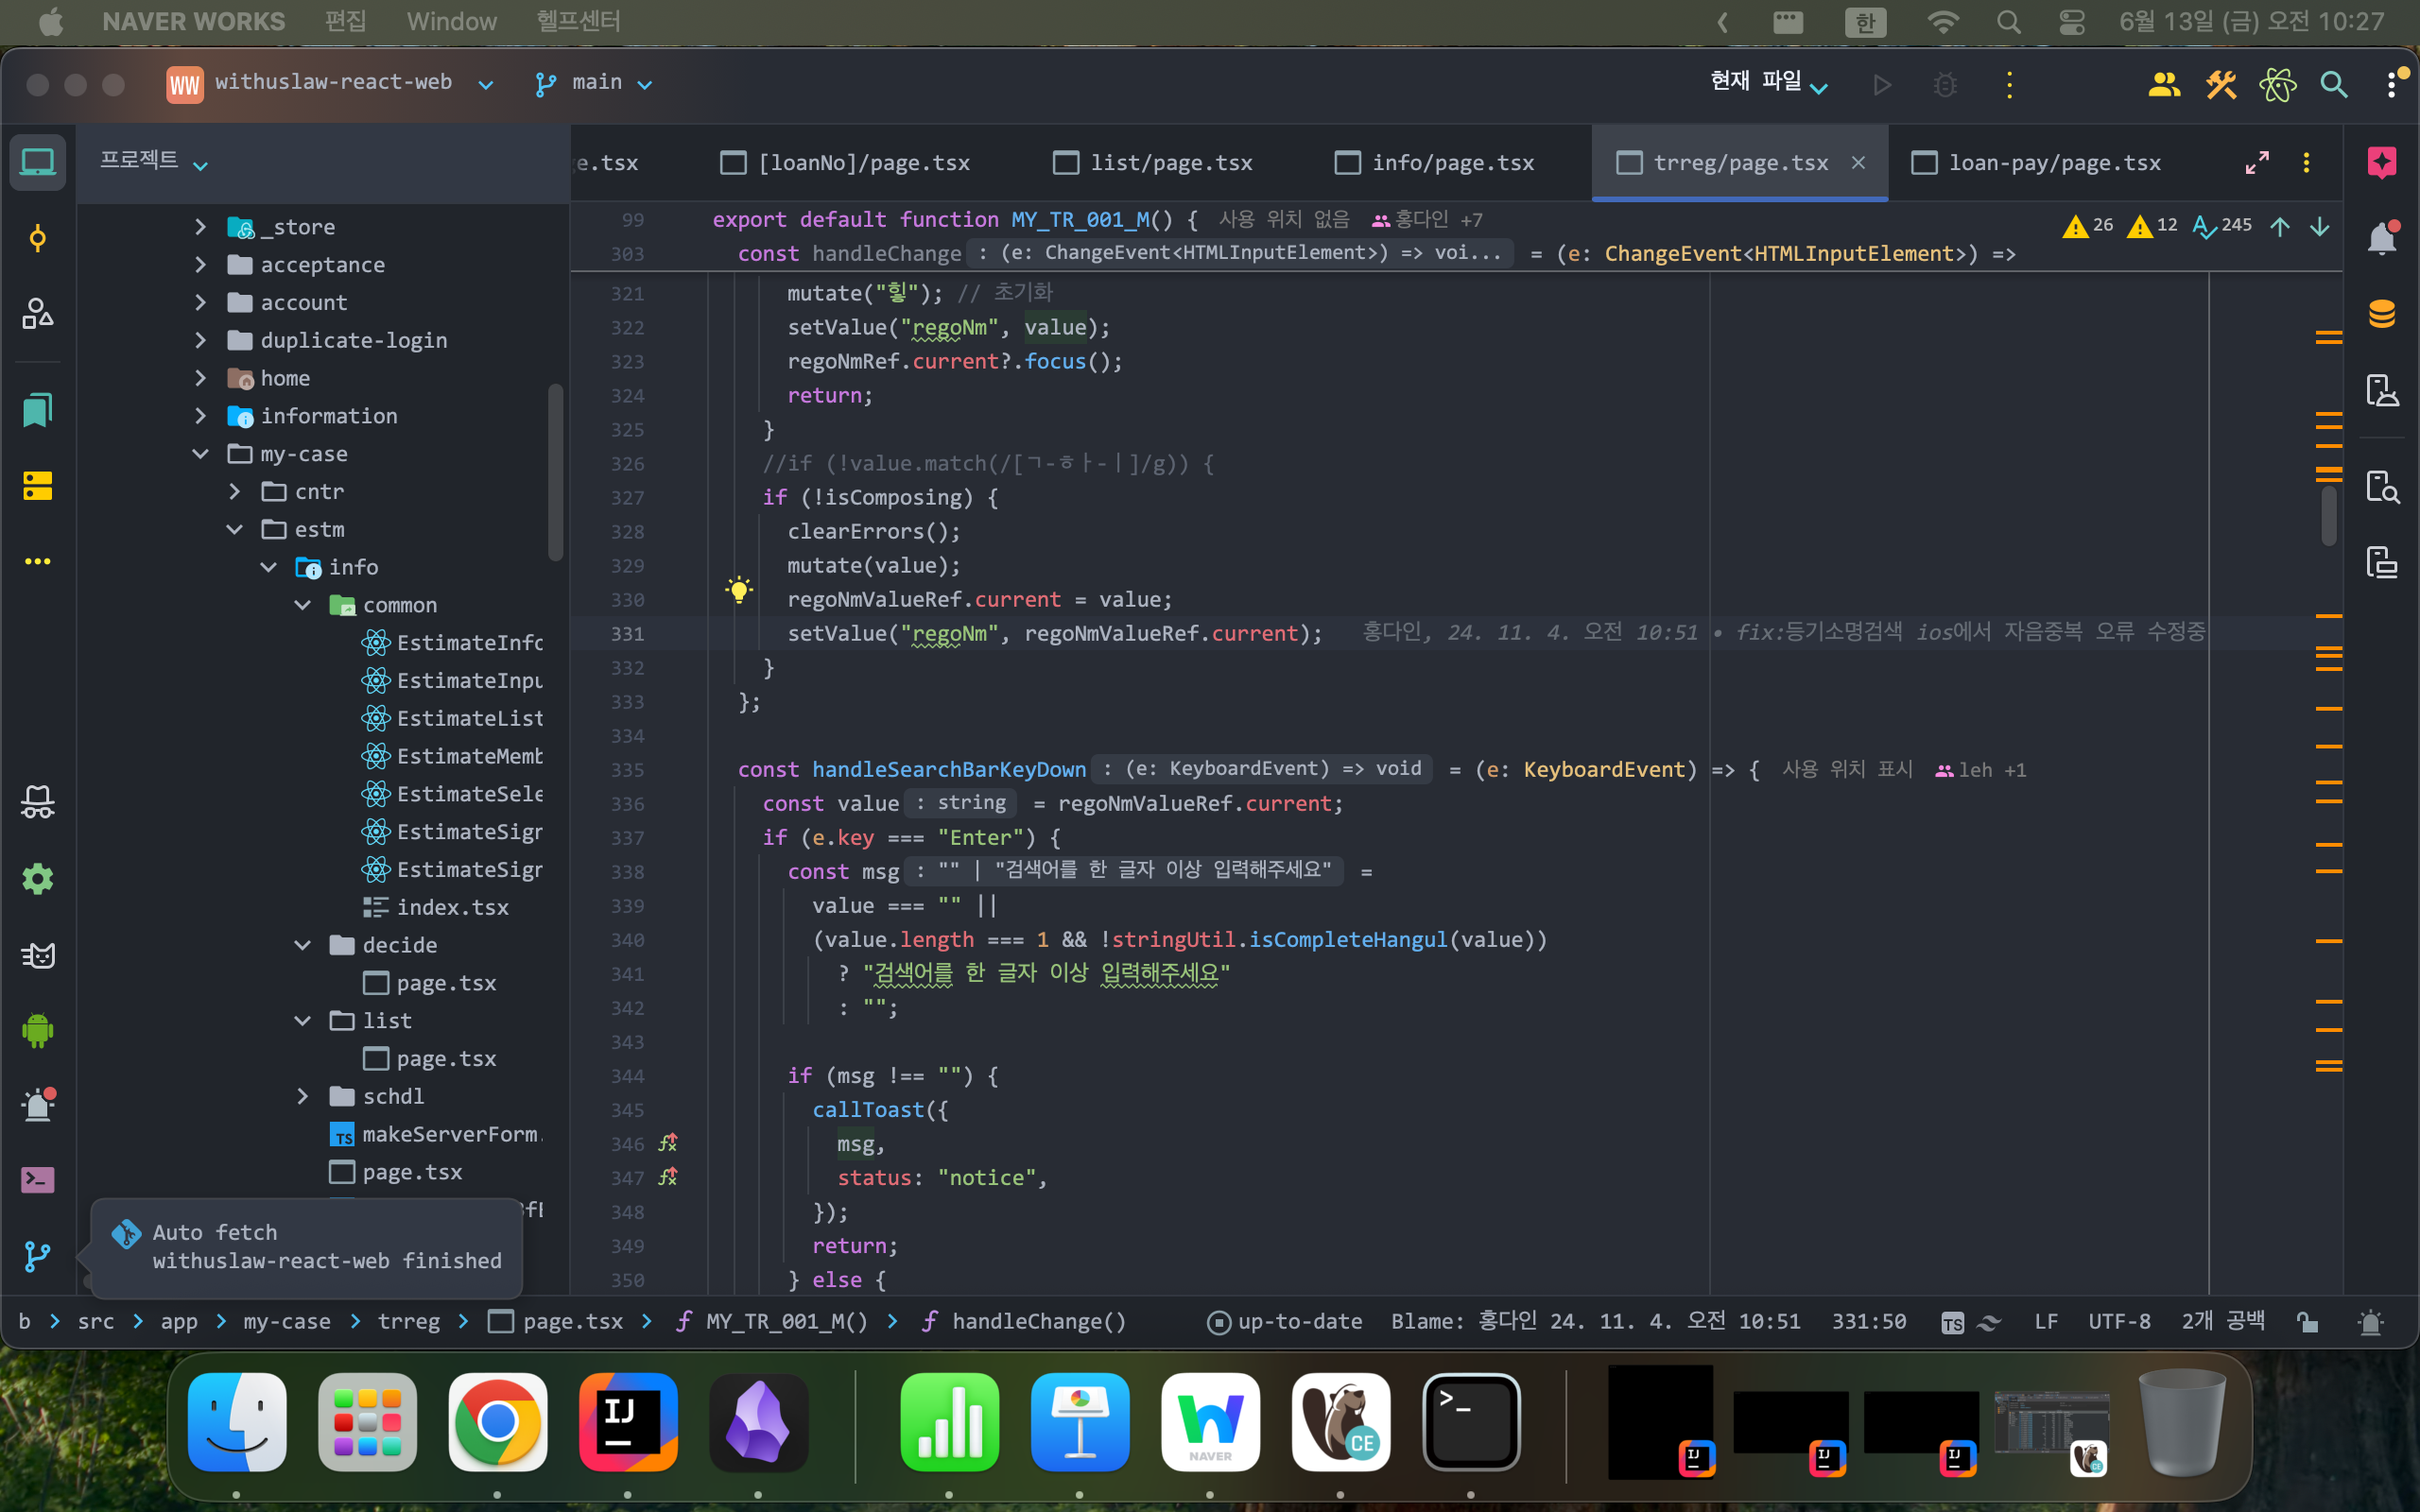 NAVER WORKS 편집 Window 헬프센터 한 6월 13일 (금) 오전 10:27
WW withuslaw-react-web main 현재 파일
프로젝트
e.tsx [loanNo]/page.tsx list/page.tsx info/page.tsx trreg/page.tsx loan-pay/page.tsx
_store
acceptance
account
duplicate-login
home
information
my-case
cntr
estm
info
common
EstimateInfo
EstimateInpu
EstimateList
EstimateMemb
EstimateSele
EstimateSign
EstimateSign
index.tsx
decide
page.tsx
list
page.tsx
schdl
TS makeServerForm.
page.tsx
Auto fetch
withuslaw-react-web finished
26 12 245
99 export default function MY_TR_001_M() { 사용 위치 없음 홍다인 +7
303 const handleChange : (e: ChangeEvent<HTMLInputElement>) => voi... = (e: ChangeEvent<HTMLInputElement>) =>
321 mutate("힣"); // 초기화
322 setValue("regoNm", value);
323 regoNmRef.current?.focus();
324 return;
325 }
326 //if (!value.match(/[ㄱ-ㅎㅏ-ㅣ]/g)) {
327 if (!isComposing) {
328 clearErrors();
329 mutate(value);
330 regoNmValueRef.current = value;
331 setValue("regoNm", regoNmValueRef.current); 홍다인, 24. 11. 4. 오전 10:51 • fix:등기소명검색 ios에서 자음중복 오류 수정중
332 }
333 };
334
335 const handleSearchBarKeyDown : (e: KeyboardEvent) => void = (e: KeyboardEvent) => { 사용 위치 표시 leh +1
336 const value : string = regoNmValueRef.current;
337 if (e.key === "Enter") {
338 const msg : "" | "검색어를 한 글자 이상 입력해주세요" =
339 value === "" ||
340 (value.length === 1 && !stringUtil.isCompleteHangul(value))
341 ? "검색어를 한 글자 이상 입력해주세요"
342 : "";
343
344 if (msg !== "") {
345 callToast({
346 msg,
347 status: "notice",
348 });
349 return;
350 } else {
b > src > app > my-case > trreg > page.tsx > MY_TR_001_M() > handleChange() up-to-date Blame: 홍다인 24. 11. 4. 오전 10:51 331:50 TS LF UTF-8 2개 공백
IJ NAVER CE >_ IJ IJ IJ